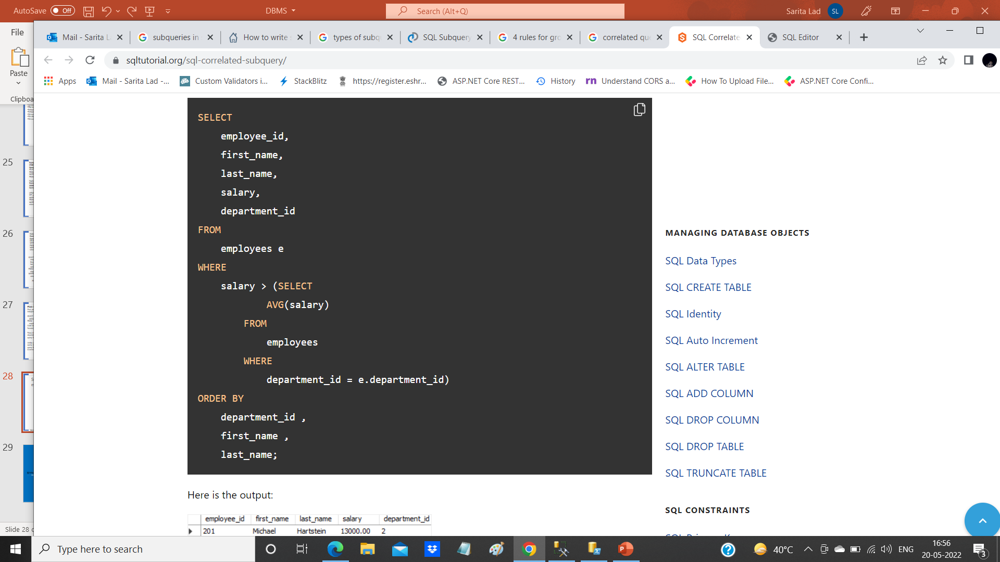 AutoSave Off DBMS Search (Alt+Q) Sarita Lad SL
File
Paste
Clipboa
25
26
27
28
29
Slide 28
Mail - Sarita L subqueries in How to write types of subq SQL Subquery 4 rules for gro correlated que SQL Correlate SQL Editor
sqltutorial.org/sql-correlated-subquery/
Apps Mail - Sarita Lad -... Custom Validators i... StackBlitz https://register.eshr... ASP.NET Core REST... History rn Understand CORS a... How To Upload File... ASP.NET Core Confi...
SELECT
employee_id,
first_name,
last_name,
salary,
department_id
FROM
employees e
WHERE
salary > (SELECT
AVG(salary)
FROM
employees
WHERE
department_id = e.department_id)
ORDER BY
department_id ,
first_name ,
last_name;
Here is the output:
employee_id first_name last_name salary department_id
201 Michael Hartstein 13000.00 2
MANAGING DATABASE OBJECTS
SQL Data Types
SQL CREATE TABLE
SQL Identity
SQL Auto Increment
SQL ALTER TABLE
SQL ADD COLUMN
SQL DROP COLUMN
SQL DROP TABLE
SQL TRUNCATE TABLE
SQL CONSTRAINTS
Type here to search
40°C ENG
16:56
20-05-2022
3